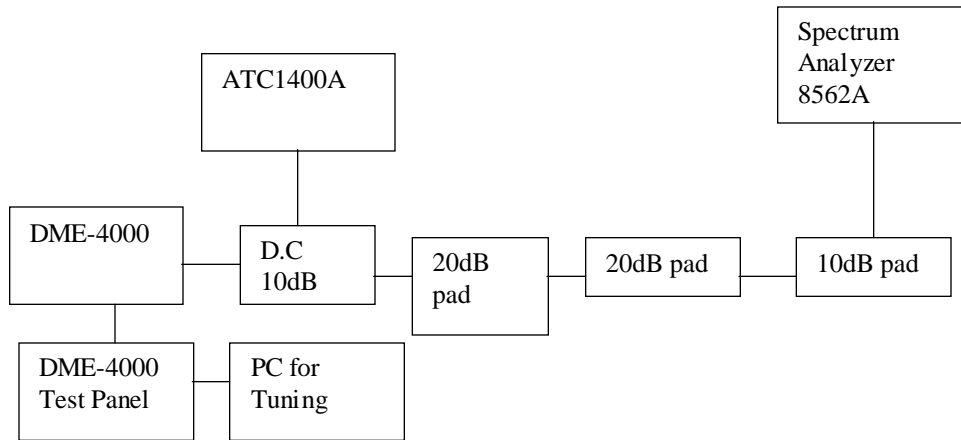 Spectrum
Analyzer
8562A
ATC1400A
DME-4000
D.C
10dB
20dB
pad
20dB pad
10dB pad
DME-4000
Test Panel
PC for
Tuning